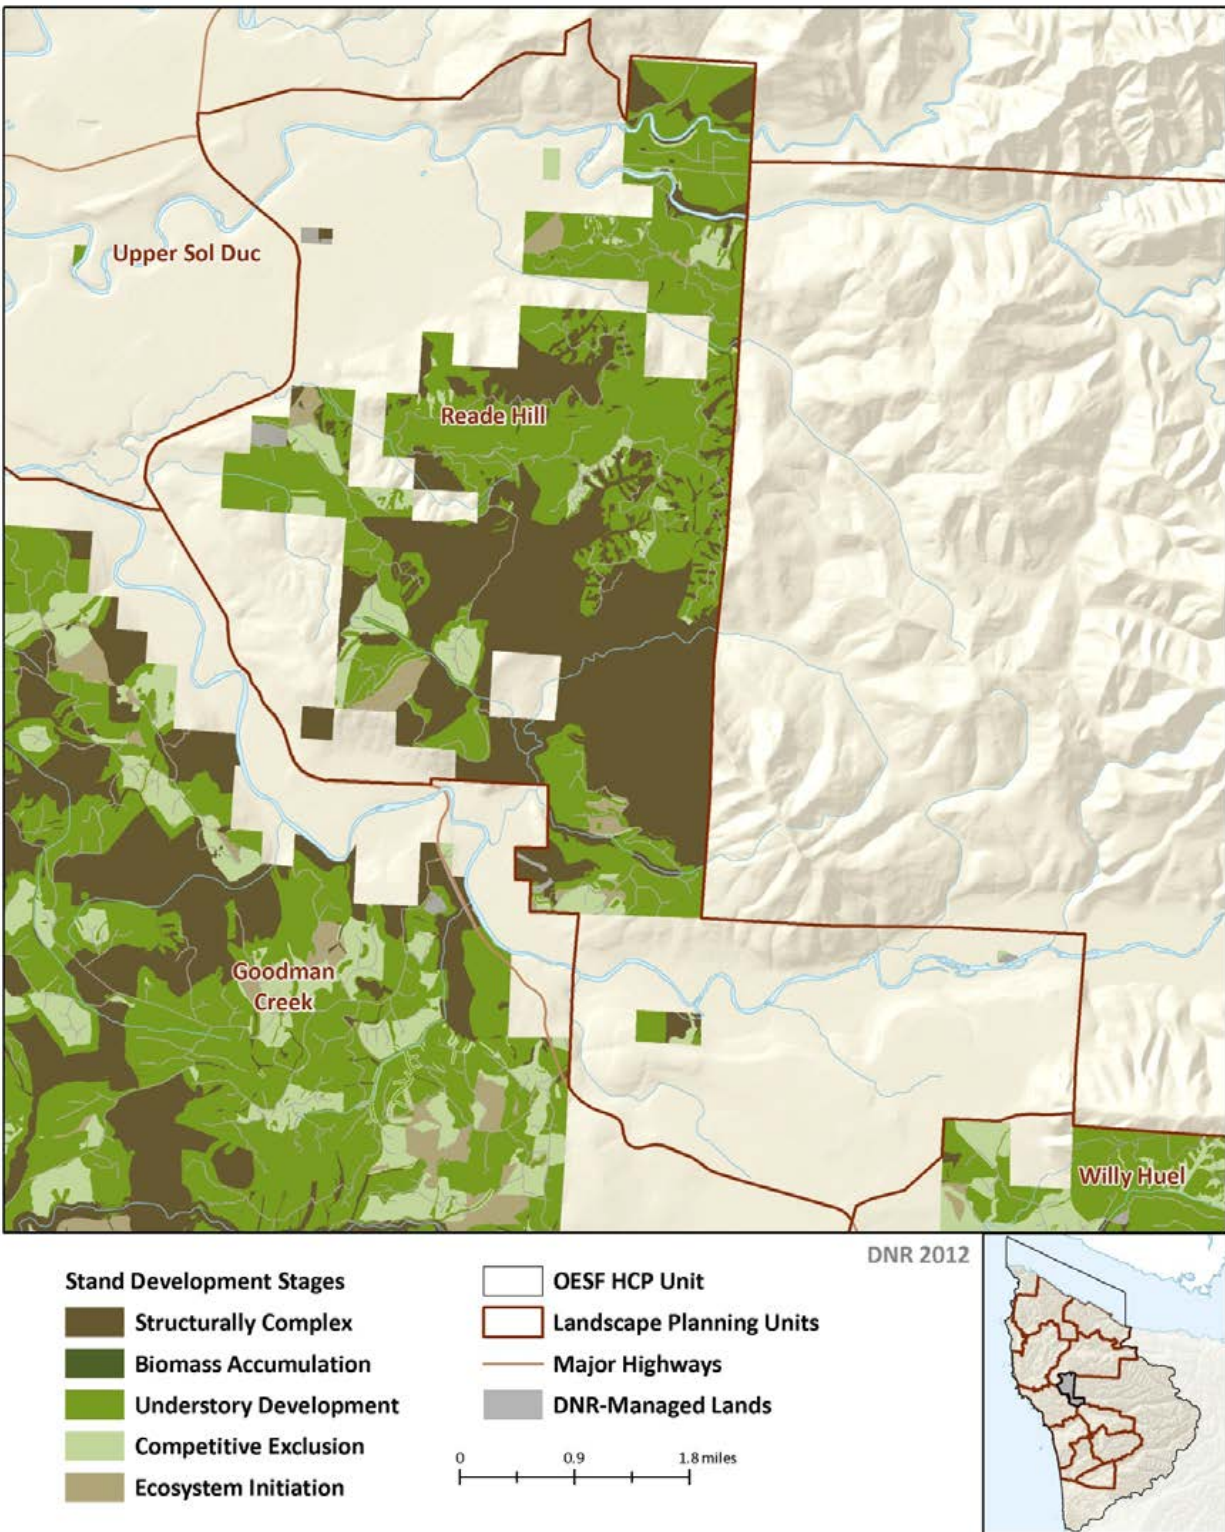 Upper Sol Duc
Reade Hill
Goodman
Creek
Willy Huel
DNR 2012
Stand Development Stages
Structurally Complex
Biomass Accumulation
Understory Development
Competitive Exclusion
Ecosystem Initiation
OESF HCP Unit
Landscape Planning Units
Major Highways
DNR-Managed Lands
0 0.9 1.8 miles